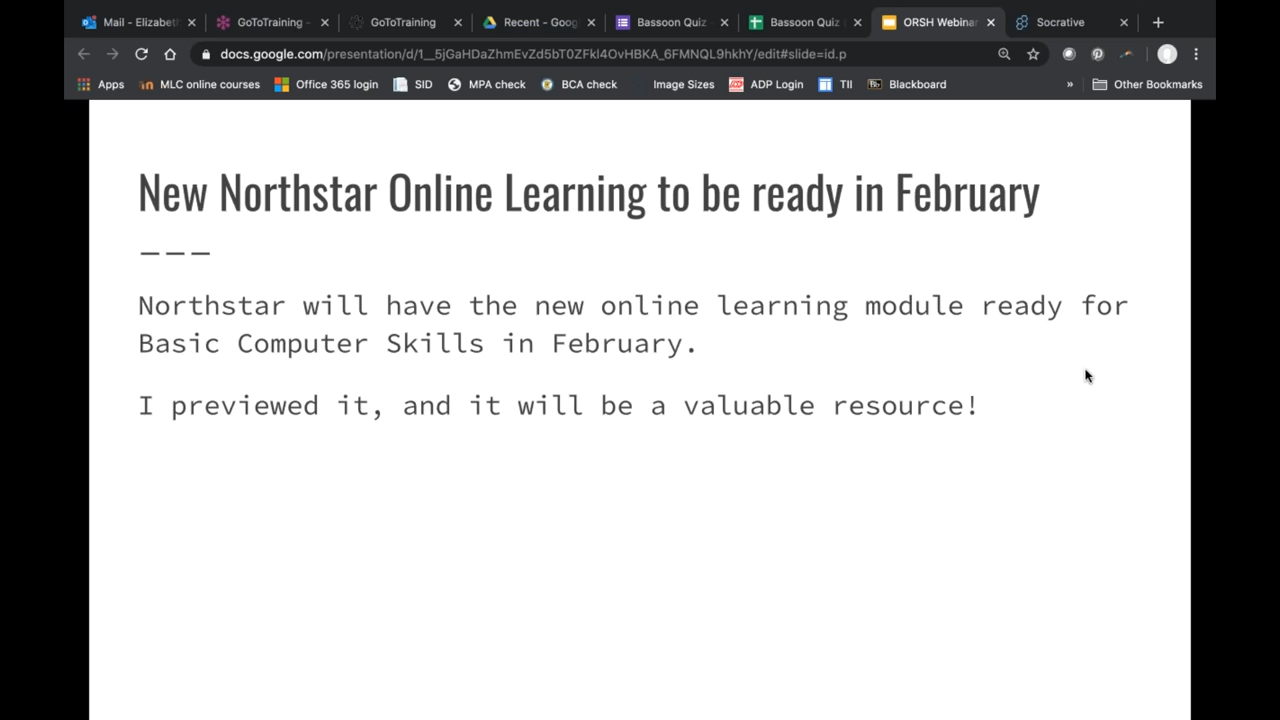 Mail - Elizabet
GoToTraining -
GoToTraining
Recent - Goog
Bassoon Quiz
Bassoon Quiz
ORSH Webinar
Socrative
docs.google.com/presentation/d/1__5jGaHDaZhmEvZd5bT0ZFkl4OvHBKA_6FMNQL9hkhY/edit#slide=id.p
Apps
MLC online courses
Office 365 login
SID
MPA check
BCA check
Image Sizes
ADP Login
TII
Blackboard
»
Other Bookmarks
New Northstar Online Learning to be ready in February
Northstar will have the new online learning module ready for
Basic Computer Skills in February.
I previewed it, and it will be a valuable resource!